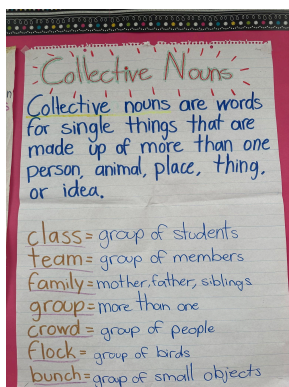 Collective Nouns
Collective nouns are words
for single things that are
made up of more than one
person, animal, place, thing,
or idea.
class = group of students
team = group of members
family = mother, father, siblings
group = more than one
crowd = group of people
flock = group of birds
bunch = group of small objects